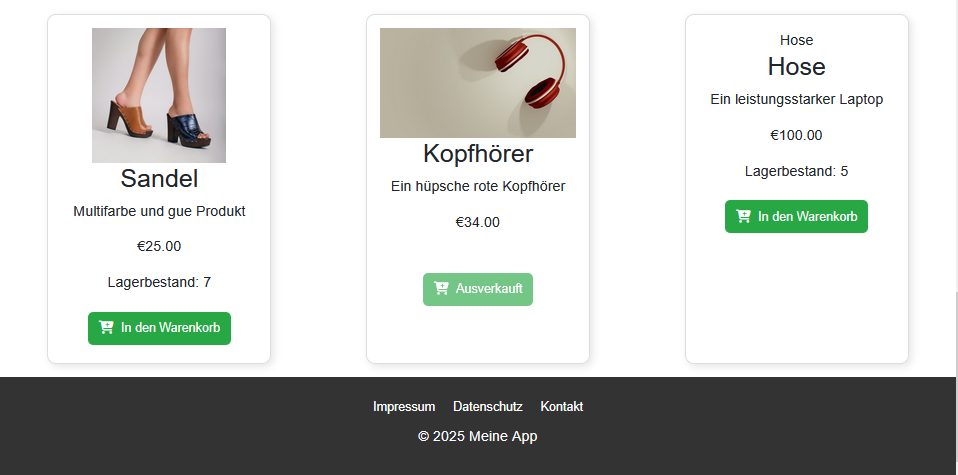 Sandel
Multifarbe und gue Produkt
€25.00
Lagerbestand: 7
In den Warenkorb
Kopfhörer
Ein hüpsche rote Kopfhörer
€34.00
Ausverkauft
Hose
Hose
Ein leistungsstarker Laptop
€100.00
Lagerbestand: 5
In den Warenkorb
Impressum Datenschutz Kontakt
© 2025 Meine App